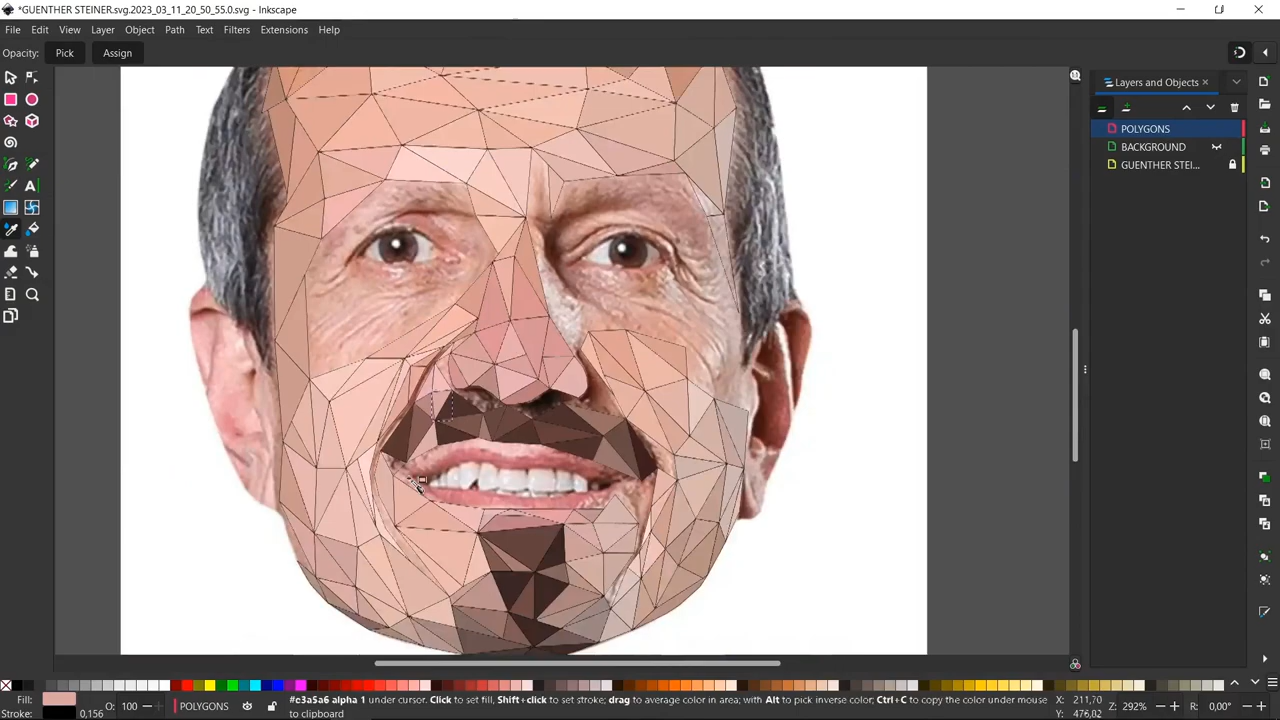 *GUENTHER STEINER.svg.2023_03_11_20_50_55.0.svg - Inkscape
File Edit View Layer Object Path Text Filters Extensions Help
Opacity: Pick Assign
Layers and Objects
POLYGONS
BACKGROUND
GUENTHER STEI...
Fill:
Stroke: 0,156
O: 100
POLYGONS
#c3a5a6 alpha 1 under cursor. Click to set fill, Shift+click to set stroke; drag to average color in area; with Alt to pick inverse color; Ctrl+C to copy the color under mouse
to clipboard
X: 211,70
Y: 476,02
Z: 292%
R: 0,00°